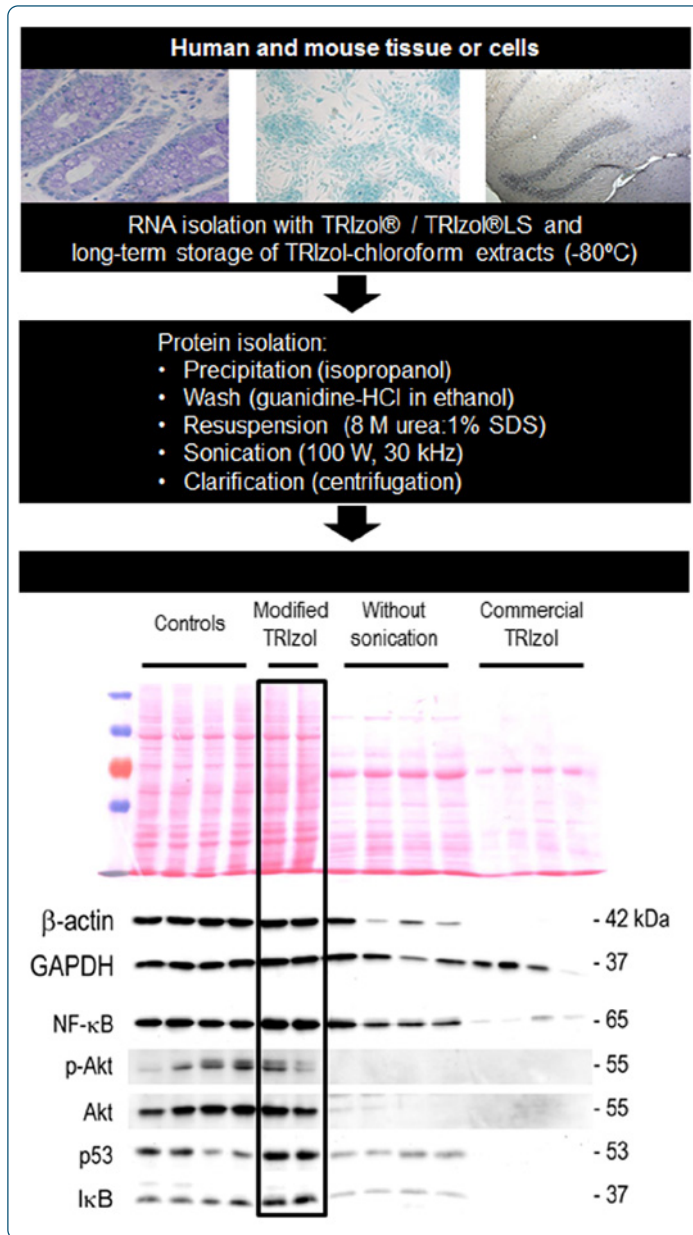 Human and mouse tissue or cells
RNA isolation with TRIzol® / TRIzol®LS and
long-term storage of TRIzol-chloroform extracts (-80ºC)
Protein isolation:
• Precipitation (isopropanol)
• Wash (guanidine-HCl in ethanol)
• Resuspension (8 M urea:1% SDS)
• Sonication (100 W, 30 kHz)
• Clarification (centrifugation)
Controls
Modified
TRIzol
Without
sonication
Commercial
TRIzol
β-actin - 42 kDa
GAPDH - 37
NF-κB - 65
p-Akt - 55
Akt - 55
p53 - 53
IκB - 37